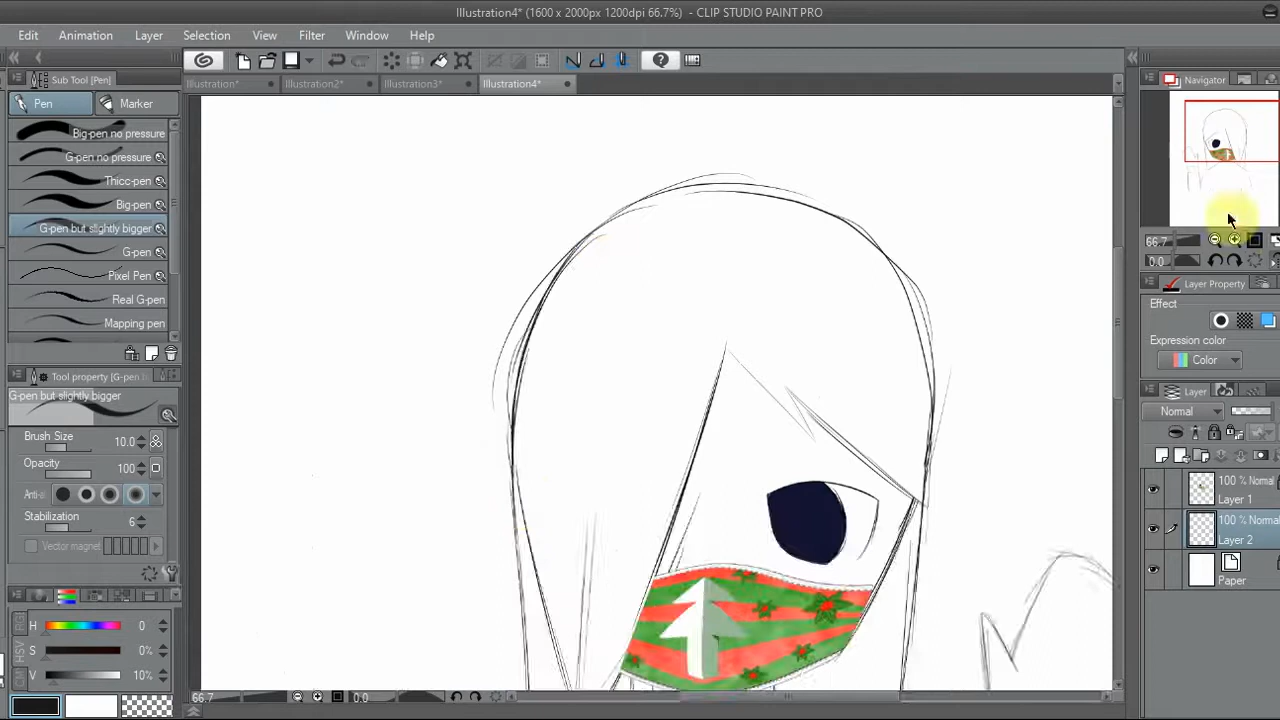 Illustration4* (1600 x 2000px 1200dpi 66.7%) - CLIP STUDIO PAINT PRO
Edit Animation Layer Selection View Filter Window Help
Sub Tool [Pen]
Illustration* Illustration2* Illustration3* Illustration4*
Navigator
Pen Marker
Big-pen no pressure
G-pen no pressure
Thicc-pen
Big-pen
G-pen but slightly bigger
G-pen
Pixel Pen
Real G-pen
Mapping pen
66.7
0.0
Layer Property
Effect
Expression color
Color
Tool property [G-pen
G-pen but slightly bigger
Brush Size 10.0
Opacity 100
Anti-a
Stabilization 6
Vector magnet
Layer
Normal
100 % Normal
Layer 1
100 % Normal
Layer 2
Paper
H 0
S 0%
V 10%
RGB
HSV
66.7 0.0